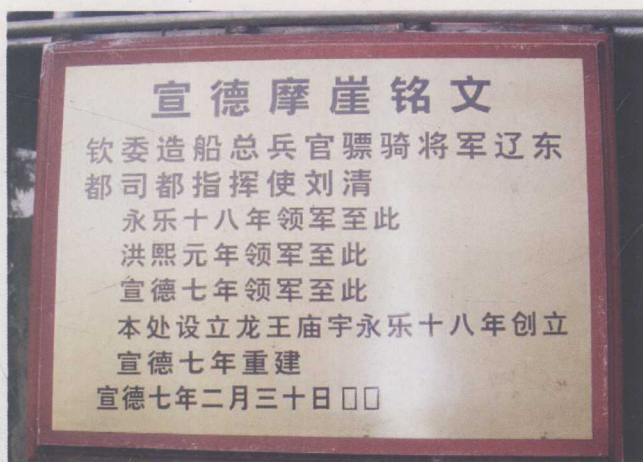 宣德摩崖铭文
钦委造船总兵官骠骑将军辽东
都司都指挥使刘清
永乐十八年领军至此
洪熙元年领军至此
宣德七年领军至此
本处设立龙王庙宇永乐十八年创立
宣德七年重建
宣德七年二月三十日□□